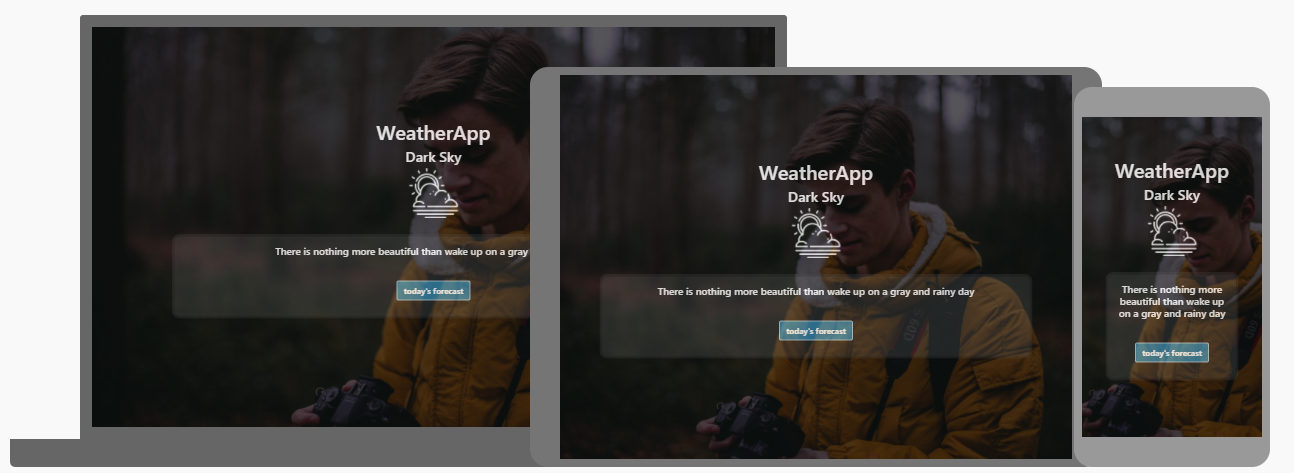 WeatherApp
Dark Sky
There is nothing more beautiful than wake up on a gray
today's forecast
WeatherApp
Dark Sky
There is nothing more beautiful than wake up on a gray and rainy day
today's forecast
WeatherApp
Dark Sky
There is nothing more
beautiful than wake up
on a gray and rainy day
today's forecast